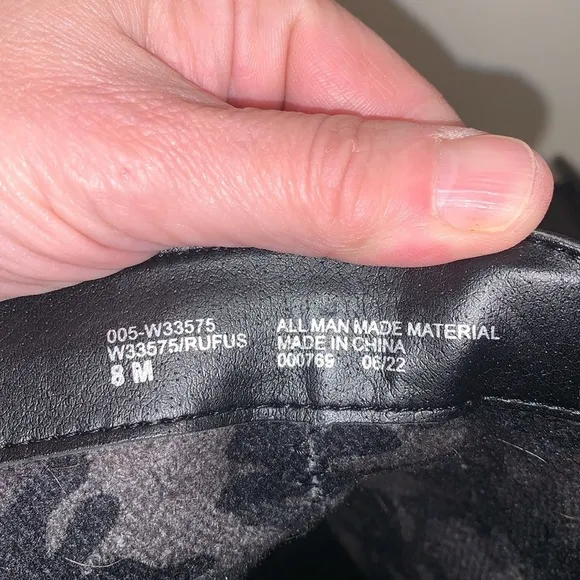 005-W33575
W33575/RUFUS
8 M
ALL MAN MADE MATERIAL
MADE IN CHINA
000769 06/22